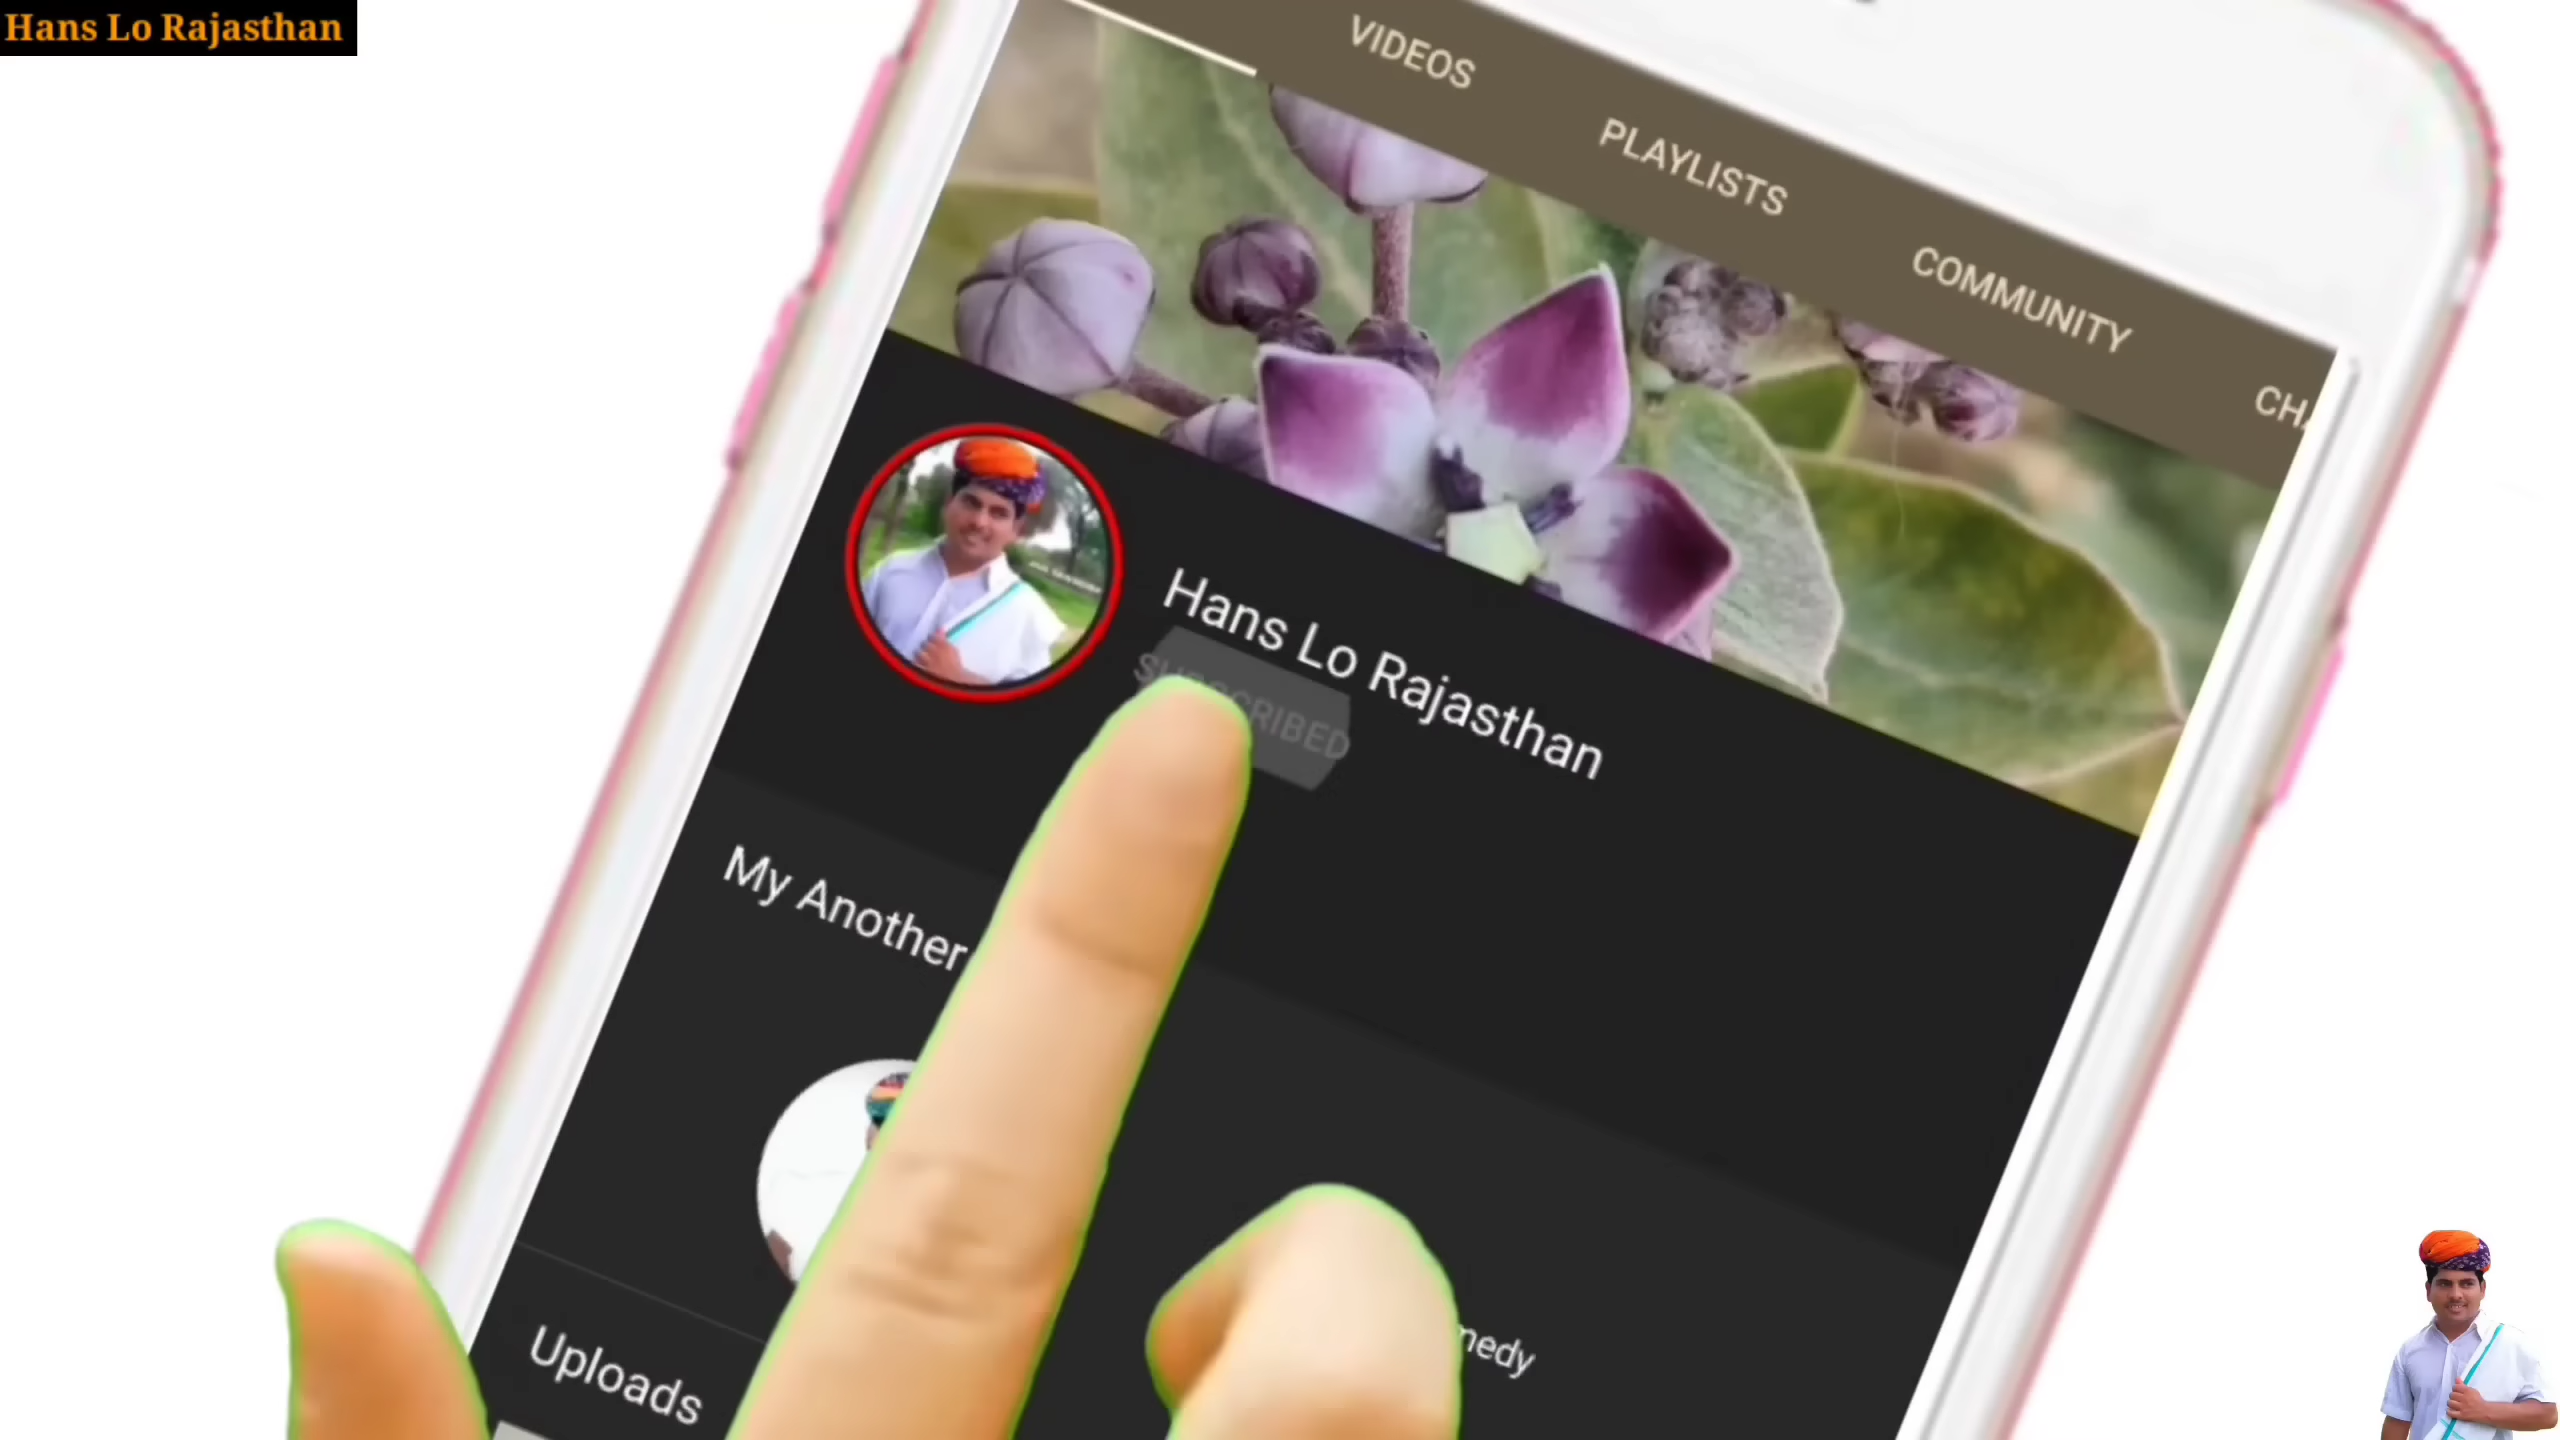 Hans Lo Rajasthan
VIDEOS
PLAYLISTS
COMMUNITY
Hans Lo Rajasthan
My Another
Uploads